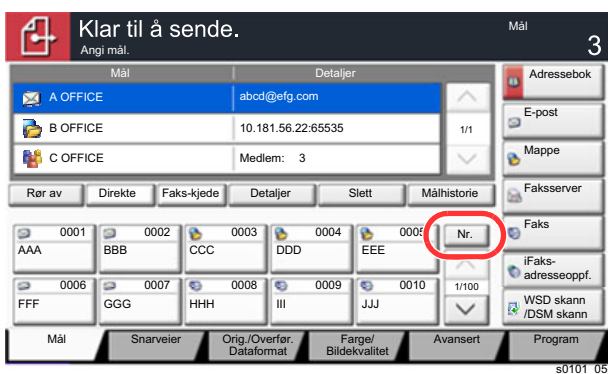 Klar til å sende.
Angi mål.
Mål
3
Mål Detaljer
A OFFICE abcd@efg.com
B OFFICE 10.181.56.22:65535
C OFFICE Medlem: 3
1/1
Rør av Direkte Faks-kjede Detaljer Slett Målhistorie
0001 0002 0003 0004 0005
AAA BBB CCC DDD EEE
Nr.
0006 0007 0008 0009 0010
FFF GGG HHH III JJJ
1/100
Adressebok
E-post
Mappe
Faksserver
Faks
iFaks-
adresseoppf.
WSD skann
/DSM skann
Mål Snarveier Orig./Overfør. Farge/ Avansert Program
Dataformat Bildekvalitet
s0101_05